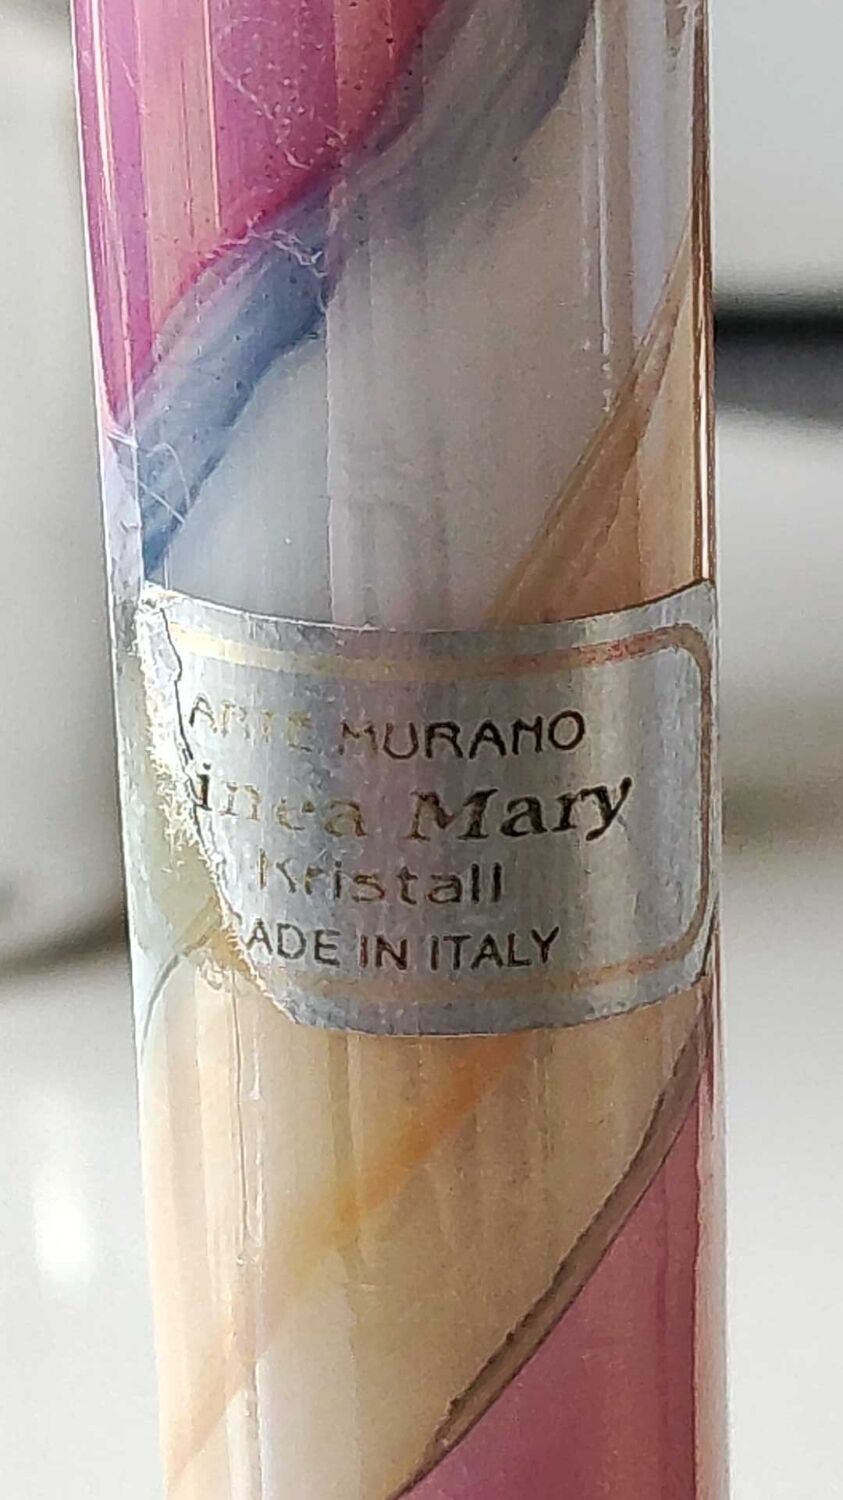 ARTE MURANO
inea Mary
Kristall
ADE IN ITALY